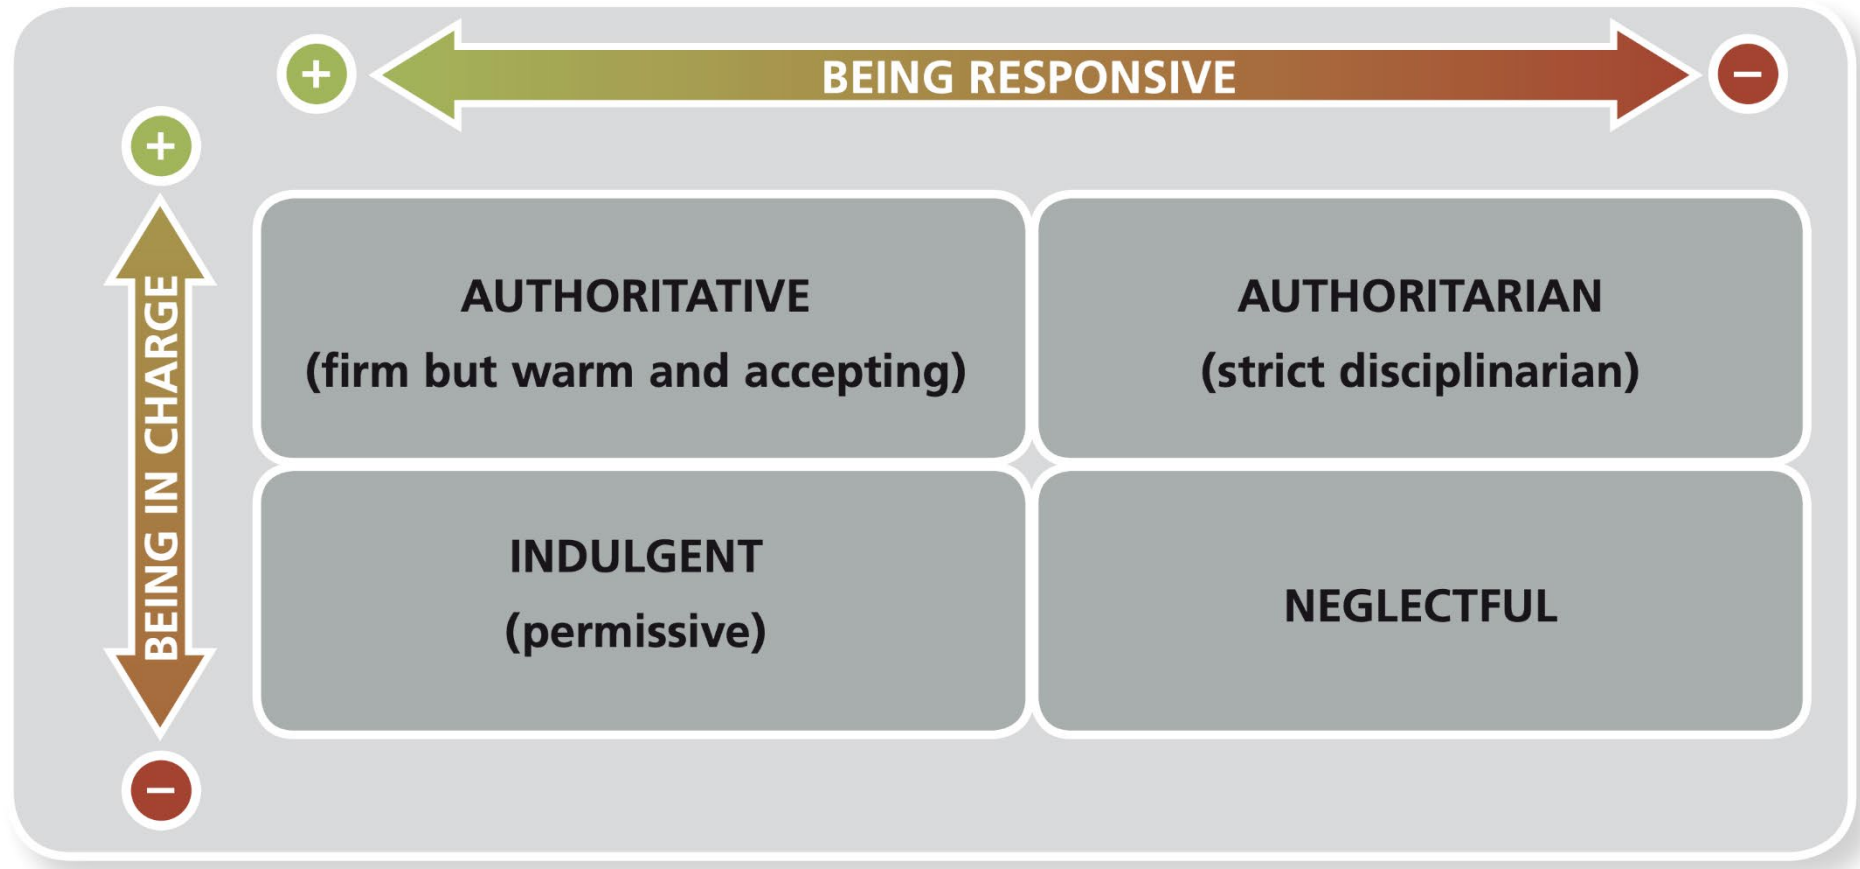 +
BEING RESPONSIVE
−
+
BEING IN CHARGE
−
AUTHORITATIVE
(firm but warm and accepting)
AUTHORITARIAN
(strict disciplinarian)
INDULGENT
(permissive)
NEGLECTFUL